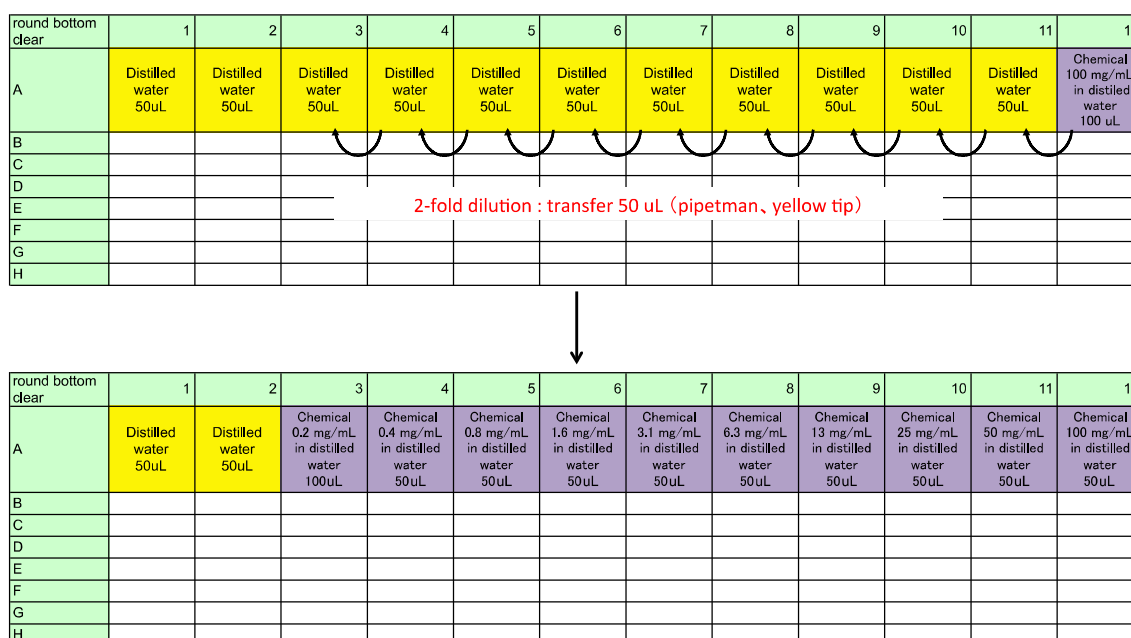 round bottom clear 1 2 3 4 5 6 7 8 9 10 11 1
A
Distilled water 50uL
Distilled water 50uL
Distilled water 50uL
Distilled water 50uL
Distilled water 50uL
Distilled water 50uL
Distilled water 50uL
Distilled water 50uL
Distilled water 50uL
Distilled water 50uL
Distilled water 50uL
Chemical 100 mg/mL in distiled water 100 uL
B
C
D
E
2-fold dilution : transfer 50 uL（pipetman、yellow tip）
F
G
H
round bottom clear 1 2 3 4 5 6 7 8 9 10 11 1
A
Distilled water 50uL
Distilled water 50uL
Chemical 0.2 mg/mL in distilled water 100uL
Chemical 0.4 mg/mL in distilled water 50uL
Chemical 0.8 mg/mL in distilled water 50uL
Chemical 1.6 mg/mL in distilled water 50uL
Chemical 3.1 mg/mL in distilled water 50uL
Chemical 6.3 mg/mL in distilled water 50uL
Chemical 13 mg/mL in distilled water 50uL
Chemical 25 mg/mL in distilled water 50uL
Chemical 50 mg/mL in distilled water 50uL
Chemical 100 mg/mL in distilled water 50uL
B
C
D
E
F
G
H